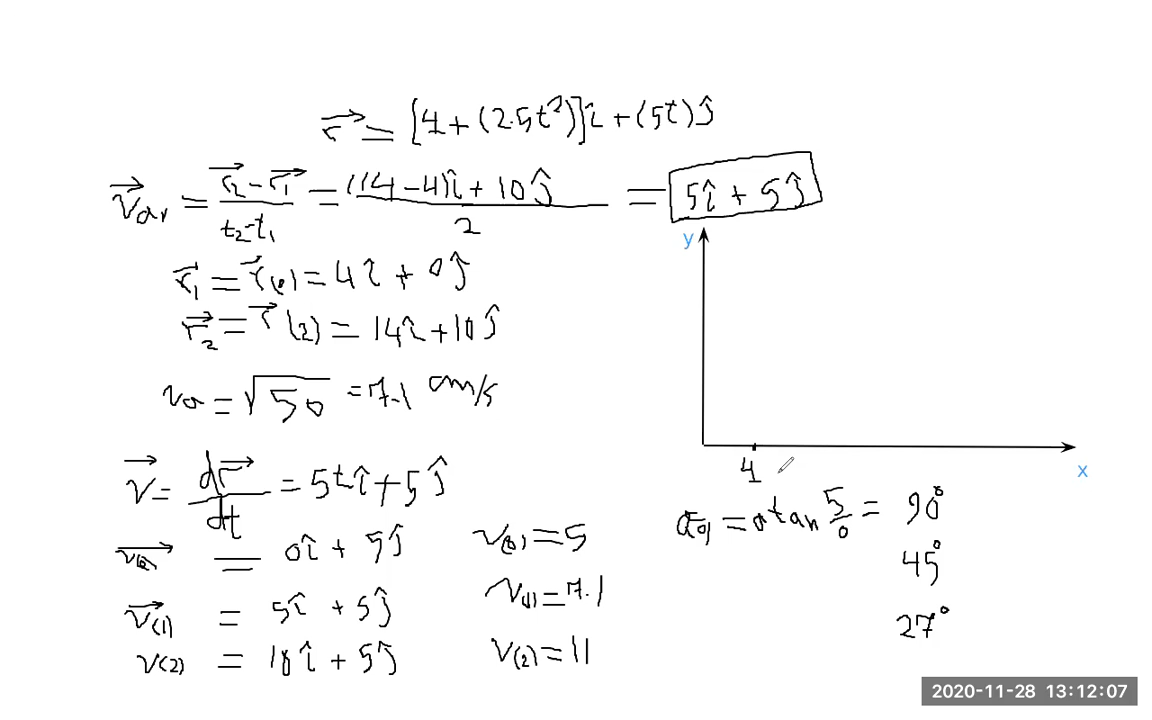 r⃗ = [4 + (2.5t²)] î + (5t) ĵ
v⃗av = (r⃗2 - r⃗1)/(t2-t1) = ((14 - 4)î + 10ĵ)/2 = 5î + 5ĵ
y
r⃗1 = r⃗(0) = 4î + 0ĵ
r⃗2 = r⃗(2) = 14î + 10ĵ
va = √50 = 7.1 cm/s
4
x
v⃗ = dr⃗/dt = 5tî + 5ĵ
α0 = atan 5/0 = 90°
v⃗(0) = 0î + 5ĵ v(0) = 5
45°
v⃗(1) = 5î + 5ĵ v(1) = 7.1
27°
v(2) = 10î + 5ĵ v(2) = 11
2020-11-28 13:12:07